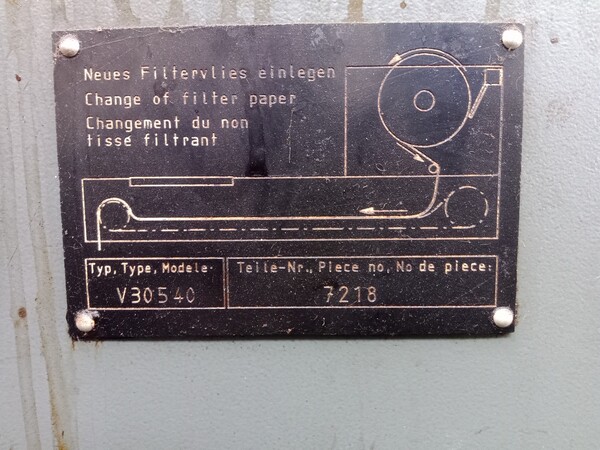 Neues Filtervlies einlegen
Change of filter paper
Changement du non
tisse filtrant
Typ, Type, Modele·
V30540
Teile-Nr., Piece no, No de piece:
7218